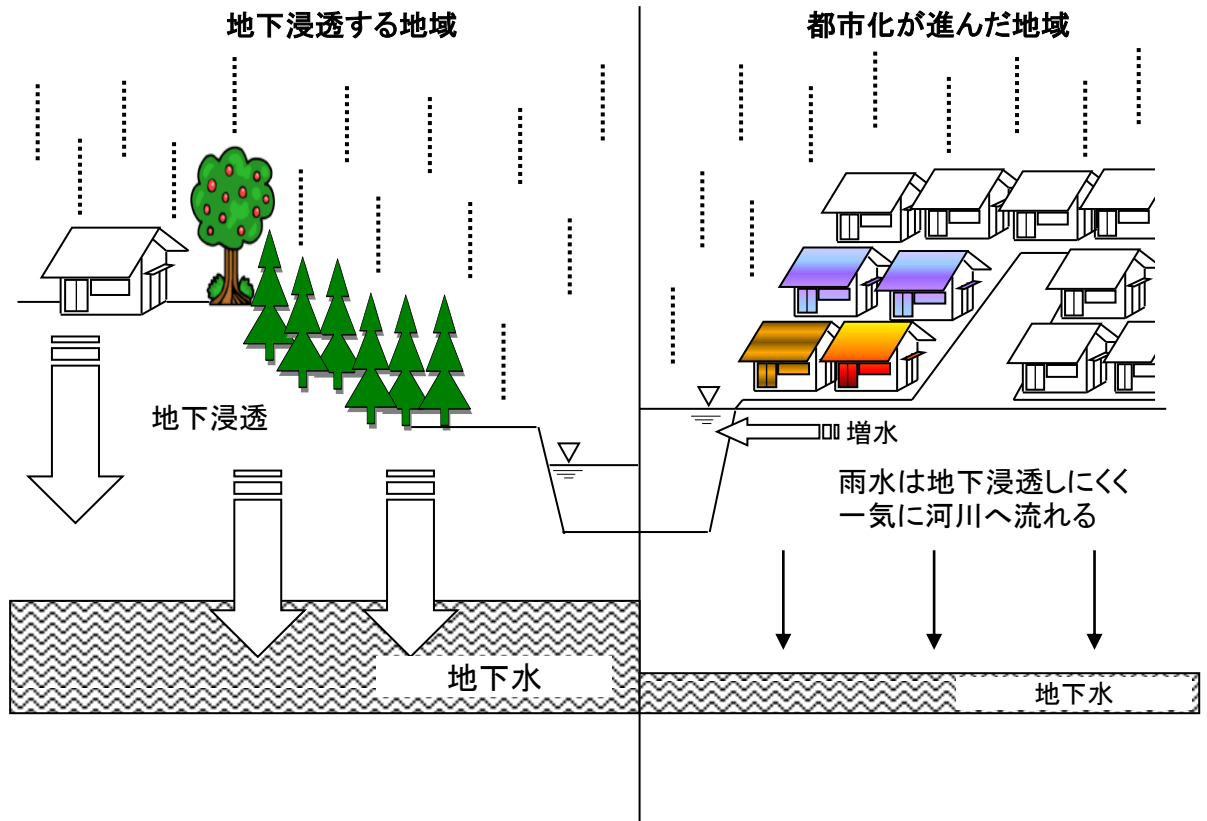 地下浸透する地域
地下浸透
地下水
都市化が進んだ地域
増水
雨水は地下浸透しにくく
一気に河川へ流れる
地下水